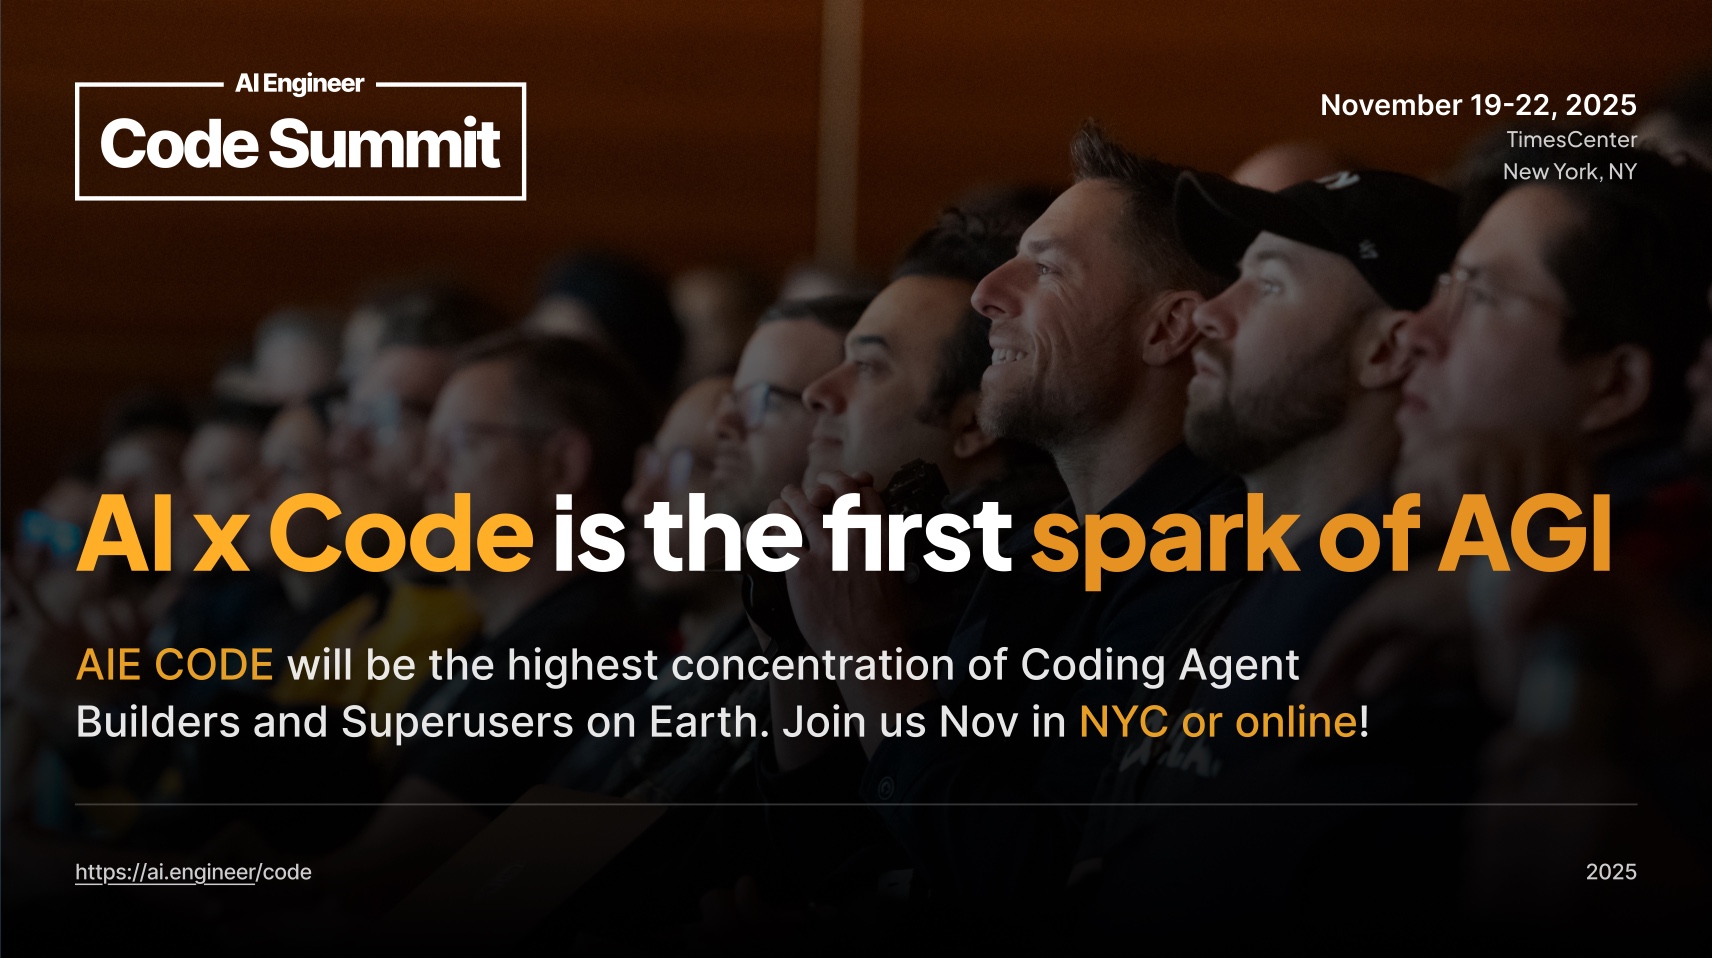 AI Engineer
Code Summit
November 19-22, 2025
TimesCenter
New York, NY
AI x Code is the first spark of AGI
AIE CODE will be the highest concentration of Coding Agent
Builders and Superusers on Earth. Join us Nov in NYC or online!
https://ai.engineer/code
2025